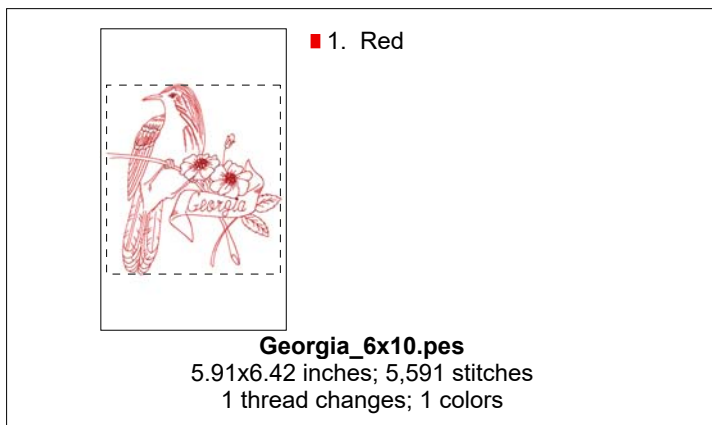 1. Red
Georgia
Georgia_6x10.pes
5.91x6.42 inches; 5,591 stitches
1 thread changes; 1 colors